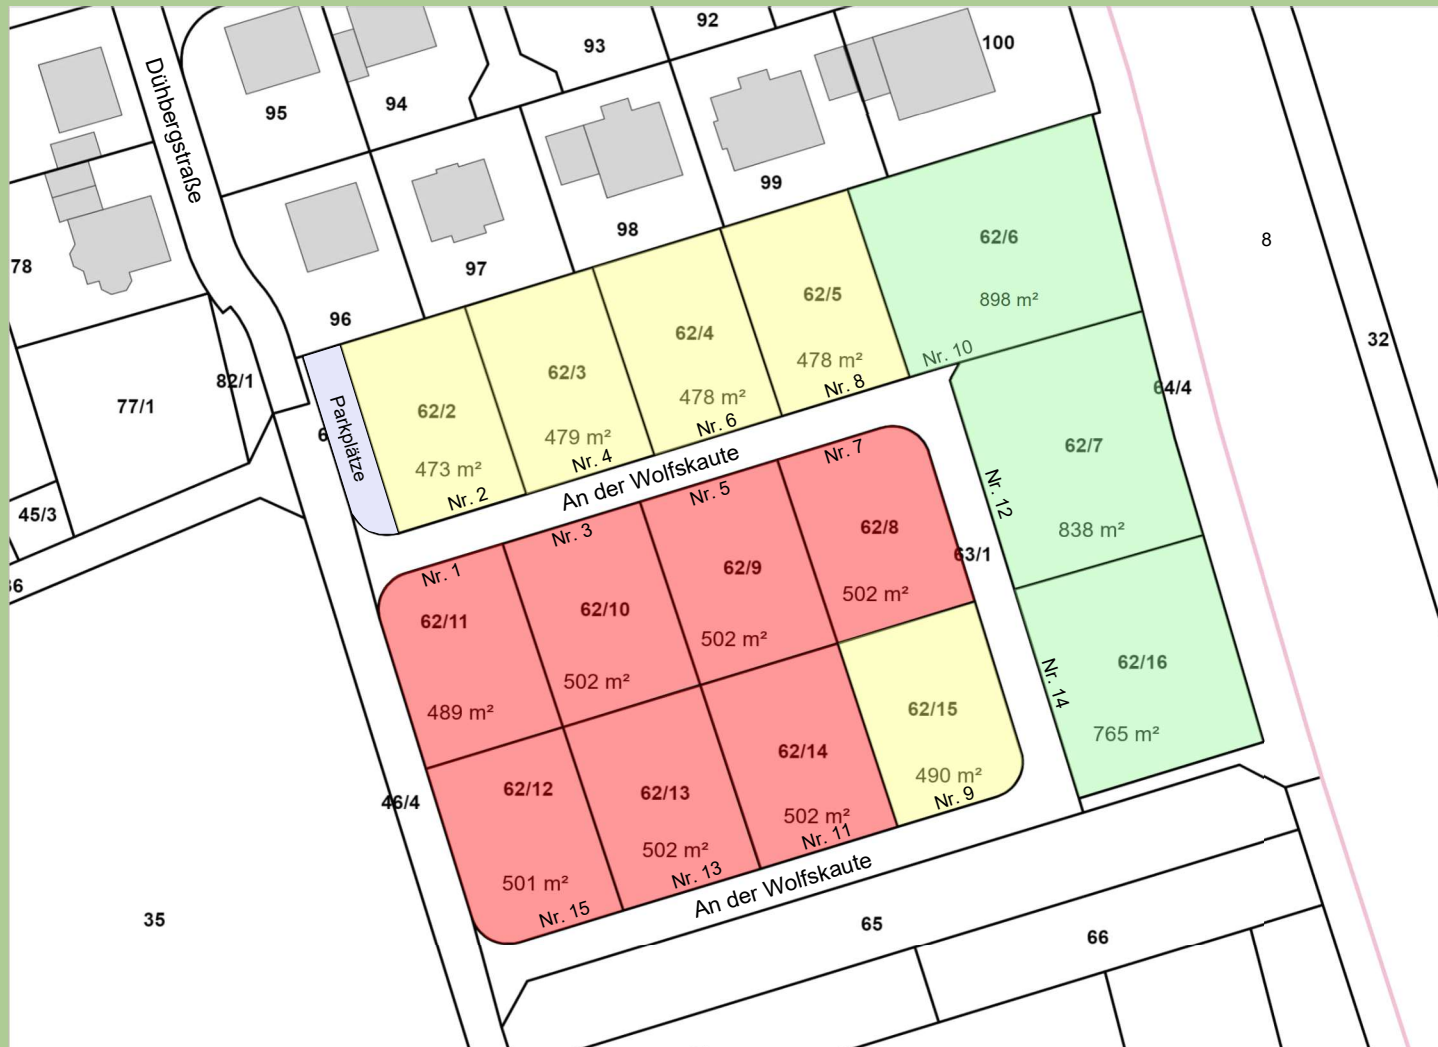 92
93
100
Dühbergstraße
95
94
99
98
97
78
96
62/6
898 m²
8
62/5
478 m²
Nr. 8
Nr. 10
62/4
478 m²
Nr. 6
62/3
479 m²
Nr. 4
62/2
473 m²
Nr. 2
Parkplätze
32
82/1
77/1
64/4
45/3
62/7
838 m²
Nr. 12
An der Wolfskaute
Nr. 7
Nr. 5
Nr. 3
Nr. 1
62/8
502 m²
63/1
62/9
502 m²
62/10
502 m²
62/11
489 m²
62/16
765 m²
Nr. 14
62/15
490 m²
Nr. 9
62/14
502 m²
Nr. 11
62/13
502 m²
Nr. 13
62/12
501 m²
Nr. 15
46/4
An der Wolfskaute
35
65
66